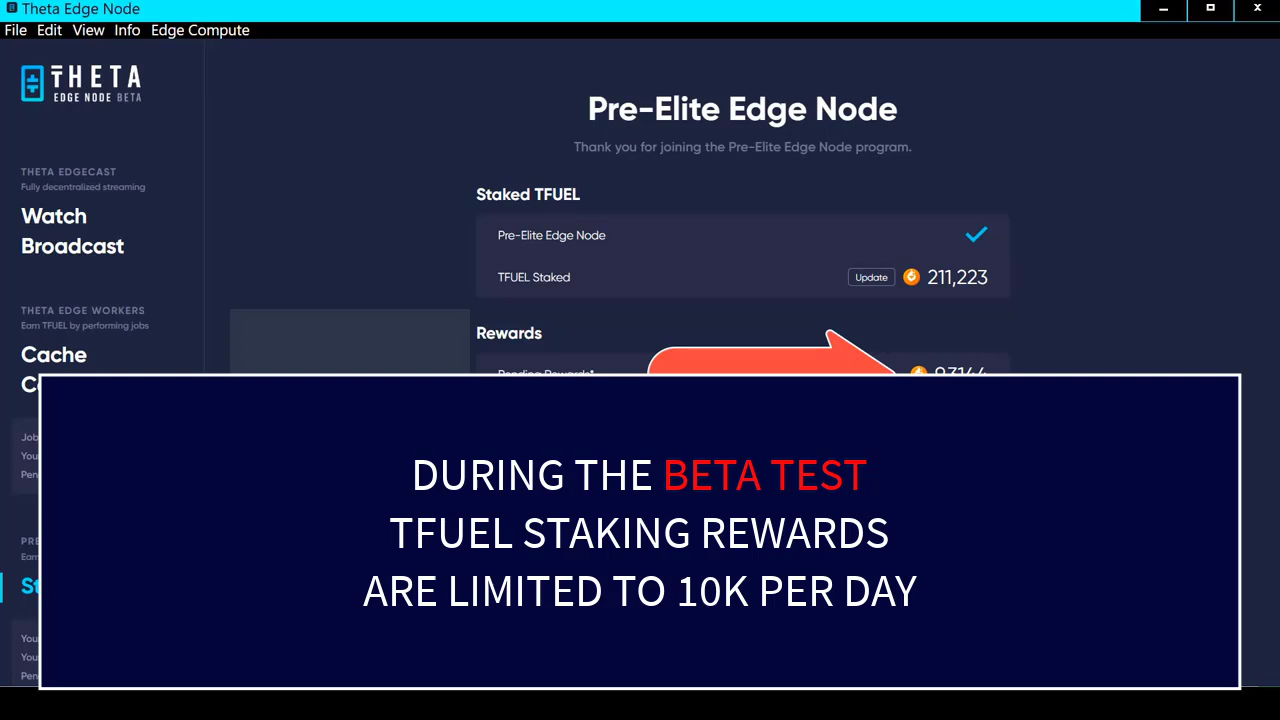 Theta Edge Node
File Edit View Info Edge Compute
THETA
EDGE NODE BETA
THETA EDGECAST
Fully decentralized streaming
Watch
Broadcast
THETA EDGE WORKERS
Earn TFUEL by performing jobs
Cache
Pre-Elite Edge Node
Thank you for joining the Pre-Elite Edge Node program.
Staked TFUEL
Pre-Elite Edge Node
TFUEL Staked Update 211,223
Rewards
Pending Rewards*
DURING THE BETA TEST
TFUEL STAKING REWARDS
ARE LIMITED TO 10K PER DAY